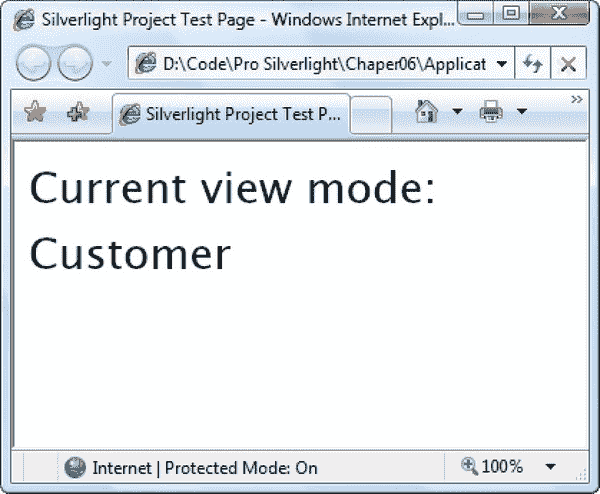 Silverlight Project Test Page - Windows Internet Expl...
D:\Code\Pro Silverlight\Chaper06\Applicat
Silverlight Project Test P...
Current view mode:
Customer
Internet | Protected Mode: On
100%